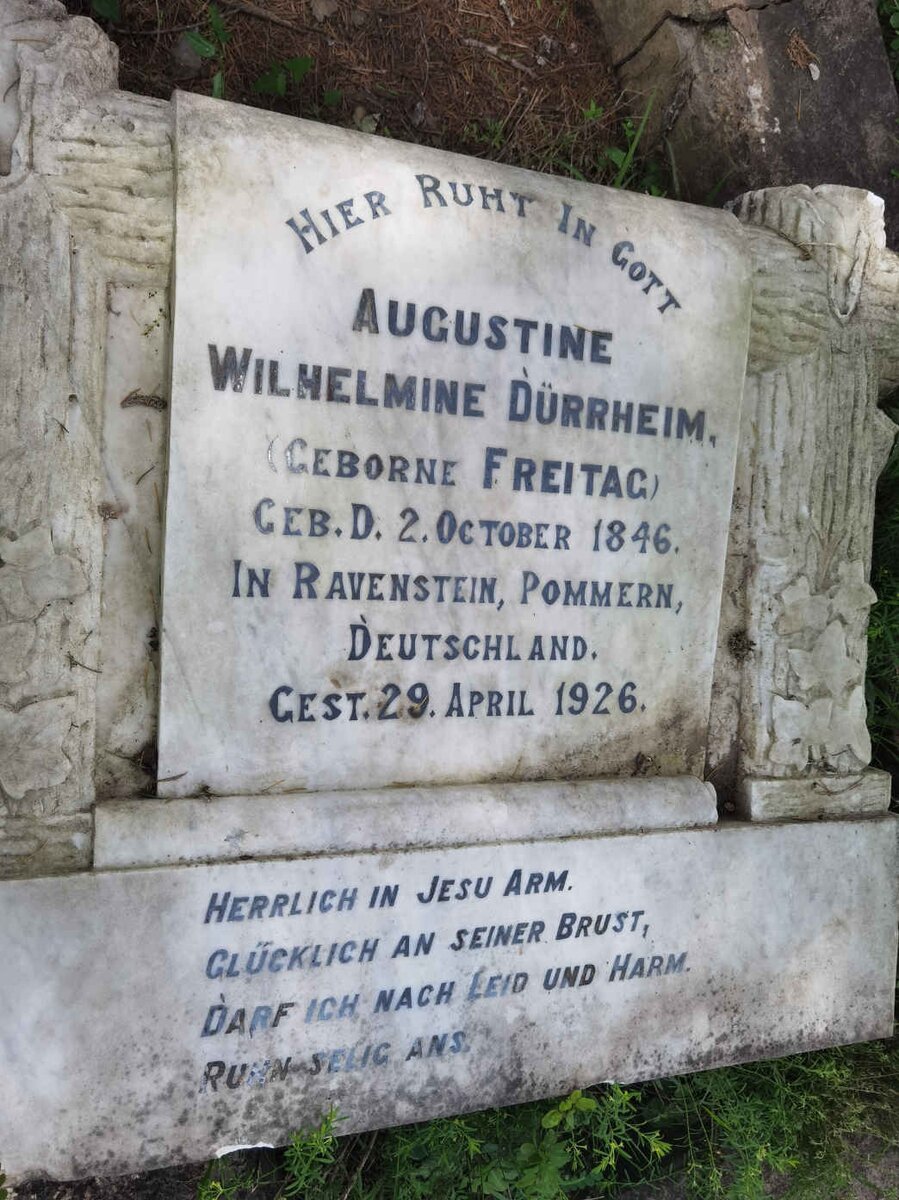 HIER RUHT IN GOTT
AUGUSTINE
WILHELMINE DÜRRHEIM.
(GEBORNE FREITAG)
GEB. D. 2. OCTOBER 1846.
IN RAVENSTEIN, POMMERN,
DEUTSCHLAND.
GEST. 29. APRIL 1926.
HERRLICH IN JESU ARM.
GLÜCKLICH AN SEINER BRUST,
DARF ICH NACH LEID UND HARM.
RUHN SELIG ANS.